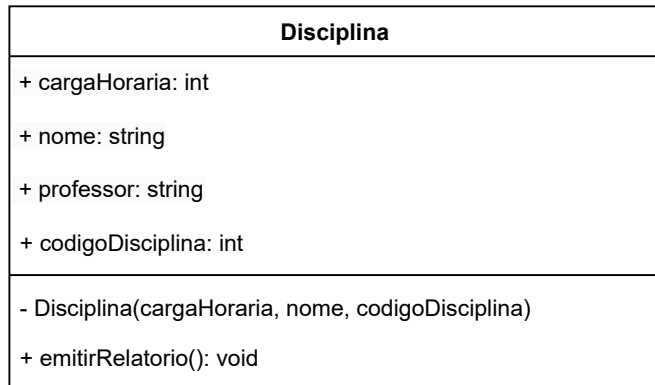 Disciplina
+ cargaHoraria: int
+ nome: string
+ professor: string
+ codigoDisciplina: int
- Disciplina(cargaHoraria, nome, codigoDisciplina)
+ emitirRelatorio(): void